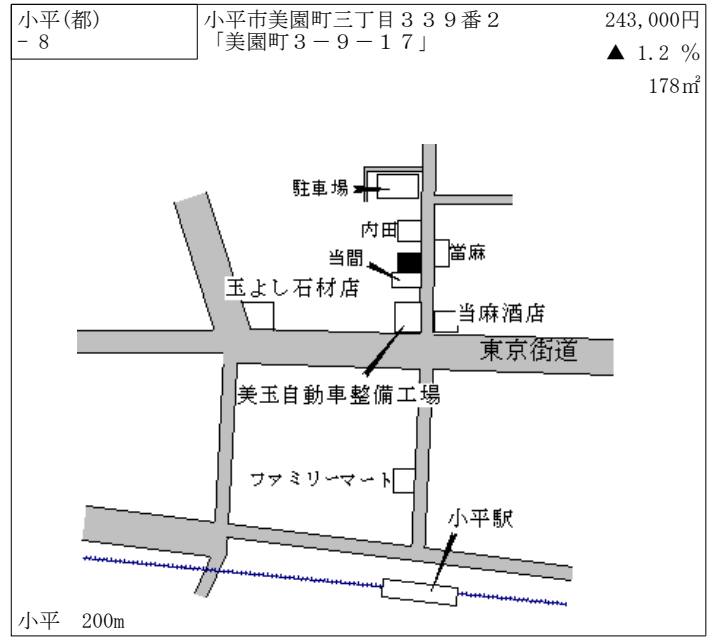 小平(都)
- 8
小平市美園町三丁目３３９番２
「美園町３－９－１７」
243,000円
▲ 1.2 %
178㎡
駐車場
内田
當麻
当間
玉よし石材店
当麻酒店
東京街道
美玉自動車整備工場
ファミリーマート
小平駅
小平 200m